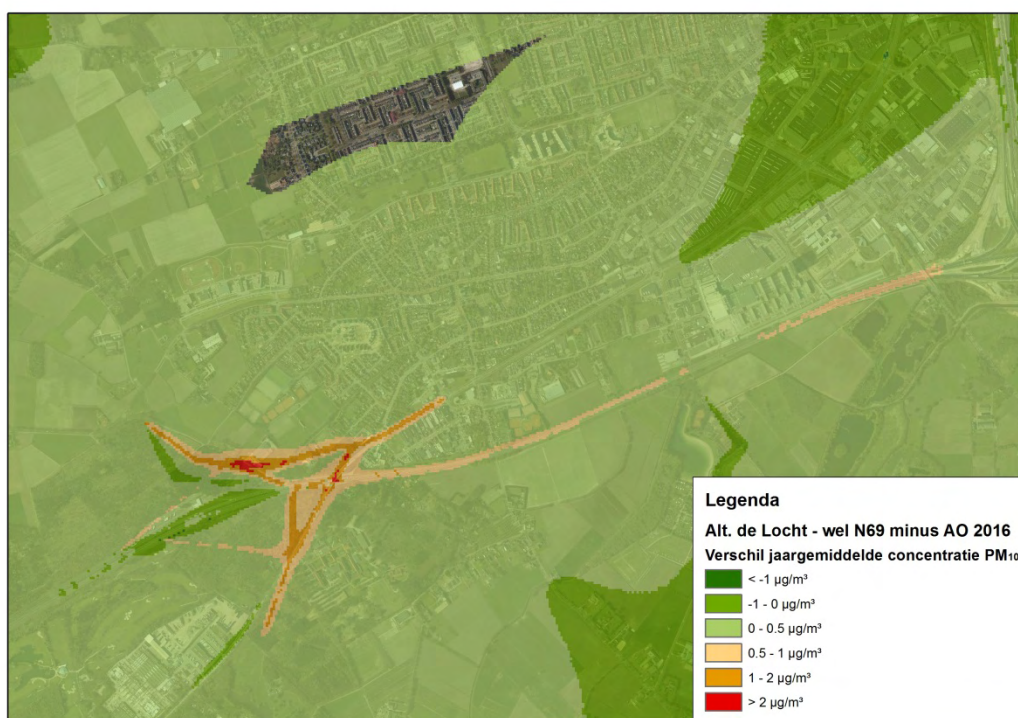 Legenda
Alt. de Locht - wel N69 minus AO 2016
Verschil jaargemiddelde concentratie PM₁₀
< -1 µg/m³
-1 - 0 µg/m³
0 - 0.5 µg/m³
0.5 - 1 µg/m³
1 - 2 µg/m³
> 2 µg/m³